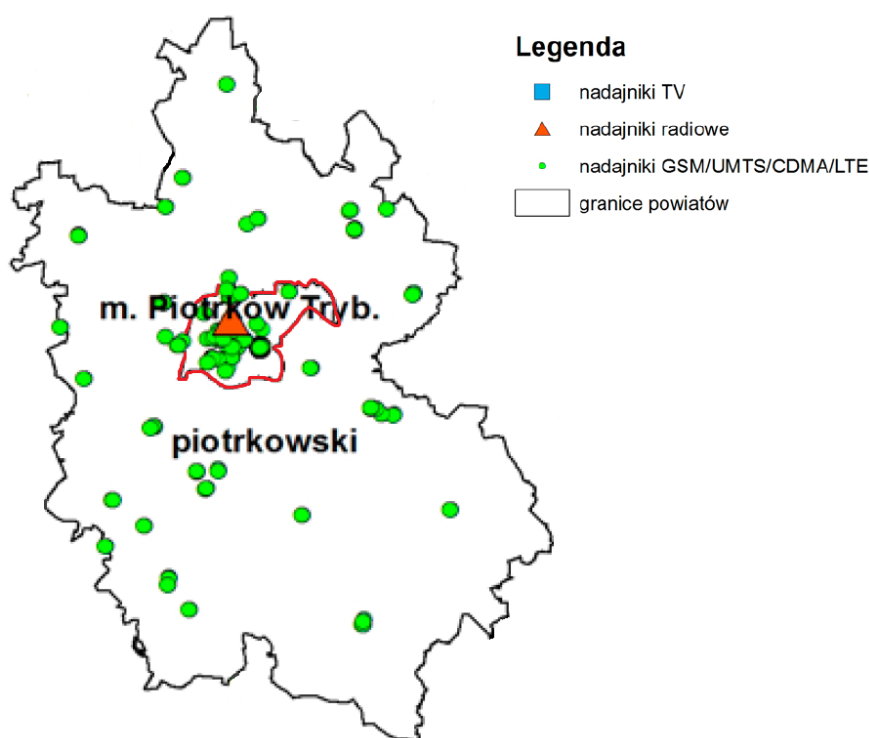 Legenda
nadajniki TV
nadajniki radiowe
nadajniki GSM/UMTS/CDMA/LTE
granice powiatów
m. Piotrków Tryb.
piotrkowski